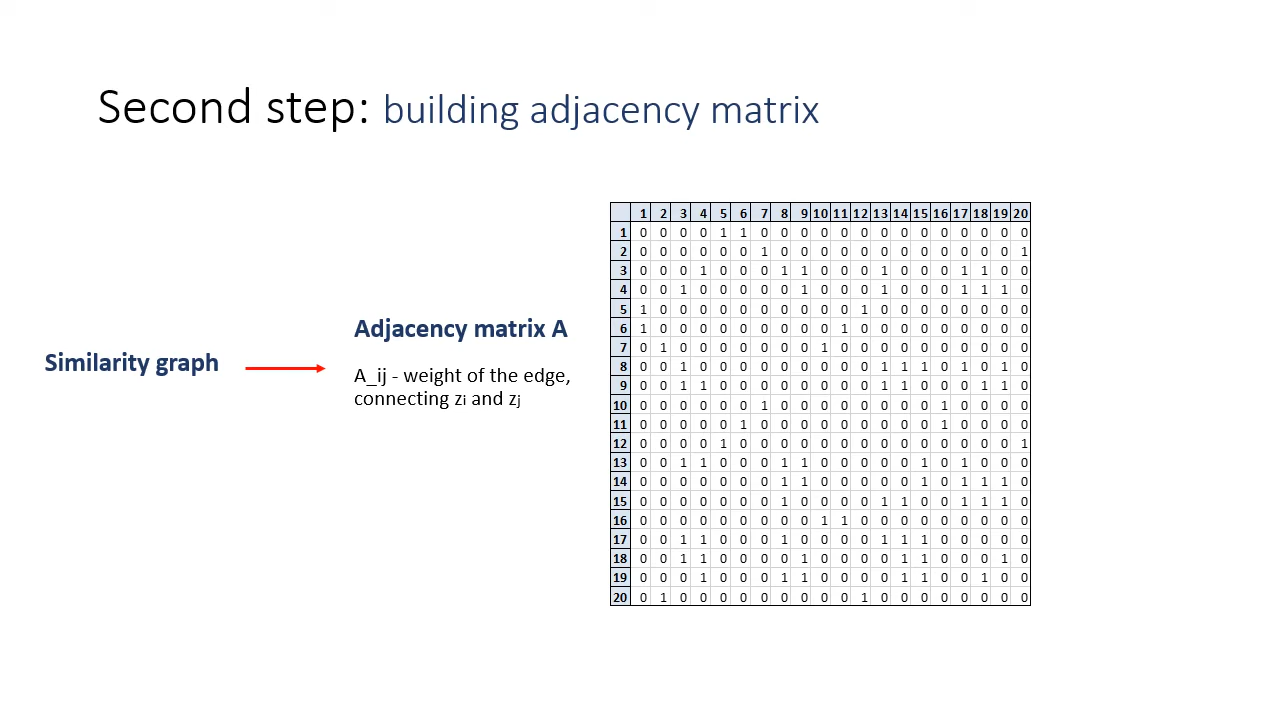 Second step: building adjacency matrix
Similarity graph
Adjacency matrix A
A_ij - weight of the edge,
connecting zi and zj
1 2 3 4 5 6 7 8 9 10 11 12 13 14 15 16 17 18 19 20
1 0 0 0 0 1 1 0 0 0 0 0 0 0 0 0 0 0 0 0 0
2 0 0 0 0 0 0 1 0 0 0 0 0 0 0 0 0 0 0 0 1
3 0 0 0 1 0 0 0 1 1 0 0 0 1 0 0 0 1 1 0 0
4 0 0 1 0 0 0 0 0 1 0 0 0 1 0 0 0 1 1 1 0
5 1 0 0 0 0 0 0 0 0 0 0 1 0 0 0 0 0 0 0 0
6 1 0 0 0 0 0 0 0 0 0 1 0 0 0 0 0 0 0 0 0
7 0 1 0 0 0 0 0 0 0 1 0 0 0 0 0 0 0 0 0 0
8 0 0 1 0 0 0 0 0 0 0 0 0 1 1 1 0 1 0 1 0
9 0 0 1 1 0 0 0 0 0 0 0 0 1 1 0 0 0 1 1 0
10 0 0 0 0 0 0 1 0 0 0 0 0 0 0 0 1 0 0 0 0
11 0 0 0 0 0 1 0 0 0 0 0 0 0 0 0 1 0 0 0 0
12 0 0 0 0 1 0 0 0 0 0 0 0 0 0 0 0 0 0 0 1
13 0 0 1 1 0 0 0 1 1 0 0 0 0 0 1 0 1 0 0 0
14 0 0 0 0 0 0 0 1 1 0 0 0 0 0 1 0 1 1 1 0
15 0 0 0 0 0 0 0 1 0 0 0 0 1 1 0 0 1 1 1 0
16 0 0 0 0 0 0 0 0 0 1 1 0 0 0 0 0 0 0 0 0
17 0 0 1 1 0 0 0 1 0 0 0 0 1 1 1 0 0 0 0 0
18 0 0 1 1 0 0 0 0 1 0 0 0 0 1 1 0 0 0 1 0
19 0 0 0 1 0 0 0 1 1 0 0 0 0 1 1 0 0 1 0 0
20 0 1 0 0 0 0 0 0 0 0 0 1 0 0 0 0 0 0 0 0